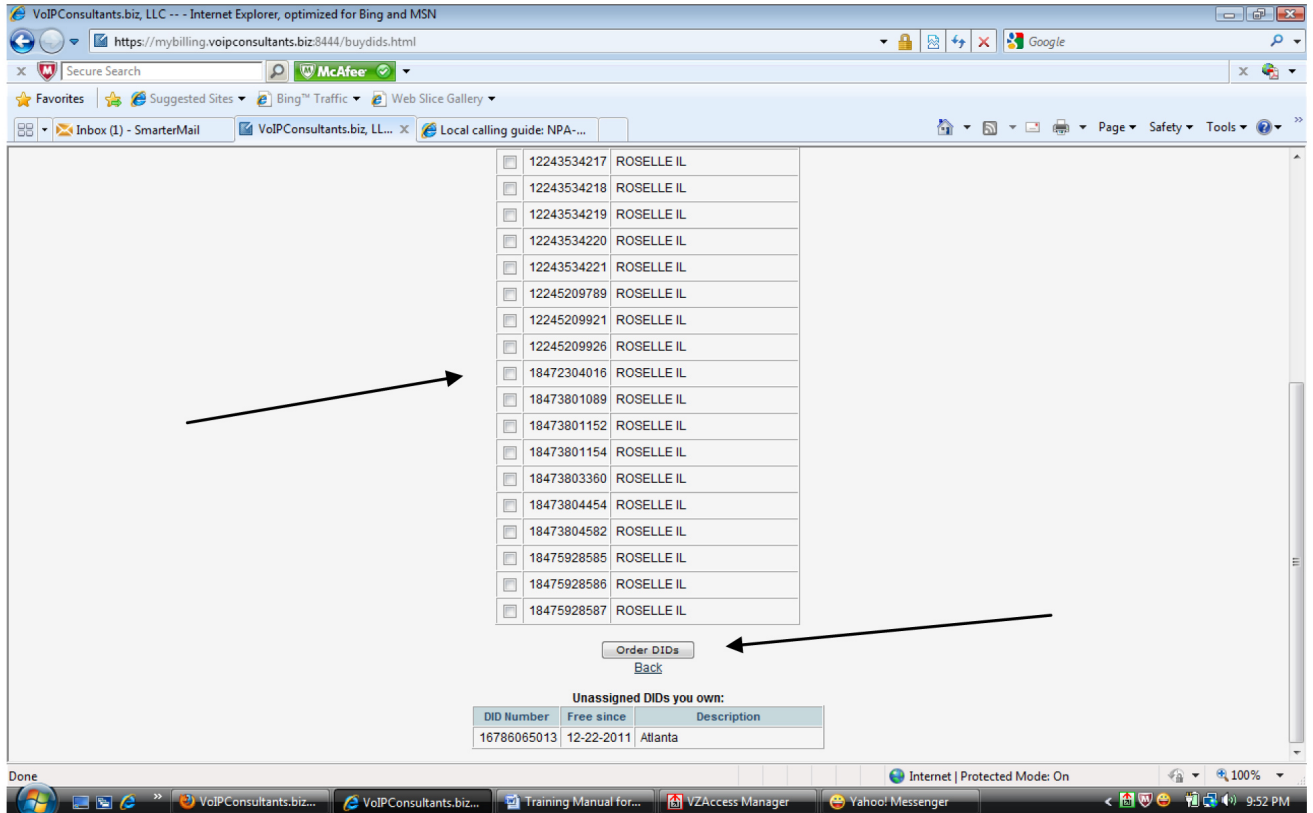 VoIPConsultants.biz, LLC -- - Internet Explorer, optimized for Bing and MSN
https://mybilling.voipconsultants.biz:8444/buydids.html
Google
Secure Search
McAfee
Favorites
Suggested Sites
Bing™ Traffic
Web Slice Gallery
Inbox (1) - SmarterMail
VoIPConsultants.biz, LL...
Local calling guide: NPA-...
Page
Safety
Tools
12243534217 ROSELLE IL
12243534218 ROSELLE IL
12243534219 ROSELLE IL
12243534220 ROSELLE IL
12243534221 ROSELLE IL
12245209789 ROSELLE IL
12245209921 ROSELLE IL
12245209926 ROSELLE IL
18472304016 ROSELLE IL
18473801089 ROSELLE IL
18473801152 ROSELLE IL
18473801154 ROSELLE IL
18473803360 ROSELLE IL
18473804454 ROSELLE IL
18473804582 ROSELLE IL
18475928585 ROSELLE IL
18475928586 ROSELLE IL
18475928587 ROSELLE IL
Order DIDs
Back
Unassigned DIDs you own:
DID Number Free since Description
16786065013 12-22-2011 Atlanta
Done
Internet | Protected Mode: On
100%
VoIPConsultants.biz...
VoIPConsultants.biz...
Training Manual for...
VZAccess Manager
Yahoo! Messenger
9:52 PM